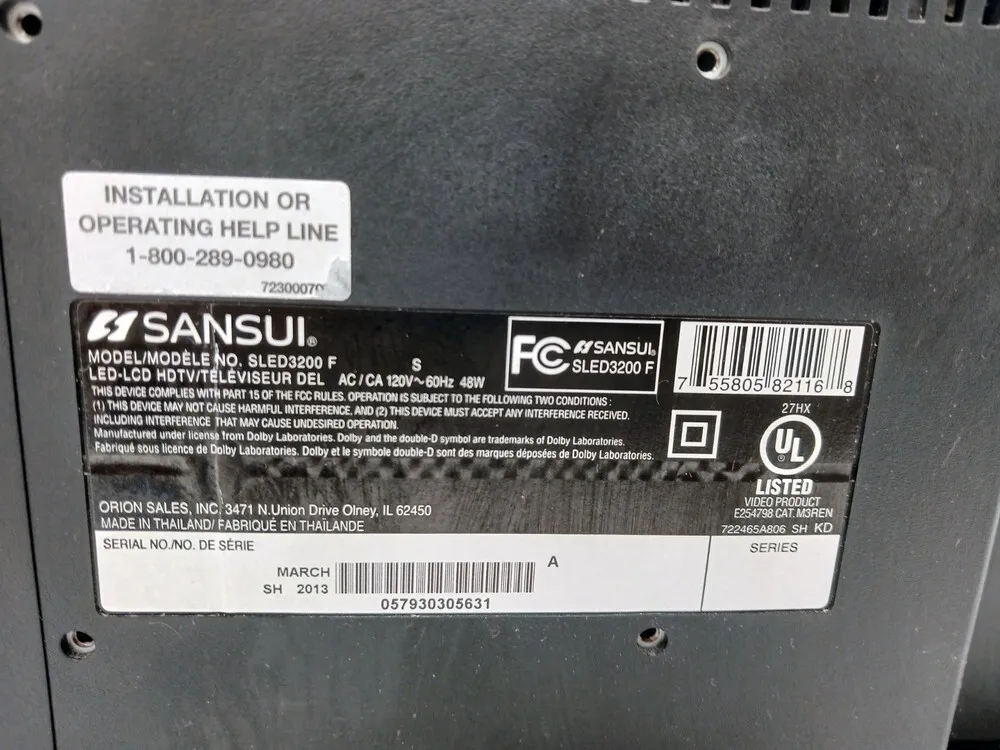 INSTALLATION OR
OPERATING HELP LINE
1-800-289-0980
SANSUI®
MODEL/MODÈLE NO. SLED3200 F S
LED-LCD HDTV/TÉLÉVISEUR DEL AC/CA 120V~60Hz 48W
THIS DEVICE COMPLIES WITH PART 15 OF THE FCC RULES. OPERATION IS SUBJECT TO THE FOLLOWING TWO CONDITIONS :
(1) THIS DEVICE MAY NOT CAUSE HARMFUL INTERFERENCE, AND (2) THIS DEVICE MUST ACCEPT ANY INTERFERENCE RECEIVED.
INCLUDING INTERFERENCE THAT MAY CAUSE UNDESIRED OPERATION.
Manufactured under license from Dolby Laboratories. Dolby and the double-D symbol are trademarks of Dolby Laboratories.
Fabriqué sous licence de Dolby Laboratories. Dolby et le symbole double-D sont des marques déposées de Dolby Laboratories.
FC SANSUI®
SLED3200 F
7 55805 82116 8
27HX
UL ®
LISTED
VIDEO PRODUCT
E254798 CAT. M3REN
722465A806 SH KD
ORION SALES, INC. 3471 N.Union Drive Olney, IL 62450
MADE IN THAILAND/ FABRIQUÉ EN THAÏLANDE
SERIAL NO./NO. DE SÉRIE
MARCH
SH 2013
A
057930305631
SERIES